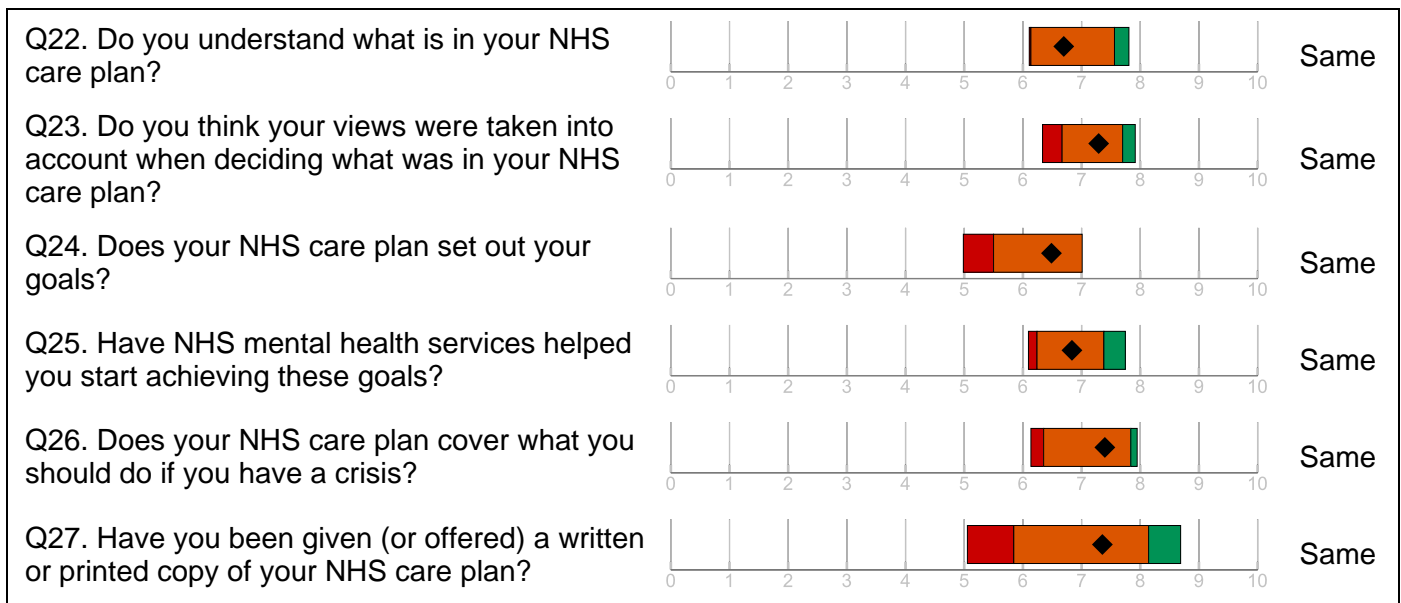 Q22. Do you understand what is in your NHS
care plan?
Same
0 1 2 3 4 5 6 7 8 9 10
Q23. Do you think your views were taken into
account when deciding what was in your NHS
care plan?
Same
0 1 2 3 4 5 6 7 8 9 10
Q24. Does your NHS care plan set out your
goals?
Same
0 1 2 3 4 5 6 7 8 9 10
Q25. Have NHS mental health services helped
you start achieving these goals?
Same
0 1 2 3 4 5 6 7 8 9 10
Q26. Does your NHS care plan cover what you
should do if you have a crisis?
Same
0 1 2 3 4 5 6 7 8 9 10
Q27. Have you been given (or offered) a written
or printed copy of your NHS care plan?
Same
0 1 2 3 4 5 6 7 8 9 10